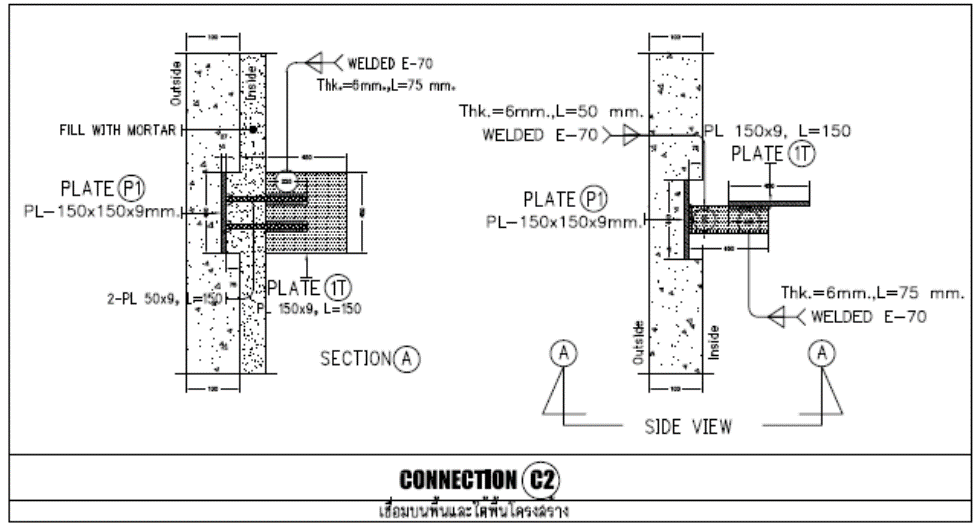 100
100
Outside
Inside
WELDED E-70
Thk.=6mm.,L=75 mm.
FILL WITH MORTAR
PLATE P1
PL-150x150x9mm.
2-PL 50x9, L=150
PLATE 1T
PL 150x9, L=150
SECTION A
100
Thk.=6mm.,L=50 mm.
WELDED E-70
PL 150x9, L=150
PLATE 1T
PLATE P1
PL-150x150x9mm.
Thk.=6mm.,L=75 mm.
WELDED E-70
Outside
Inside
A
A
100
SIDE VIEW
CONNECTION C2
เชื่อมบนพื้นและใต้พื้นโครงสร้าง